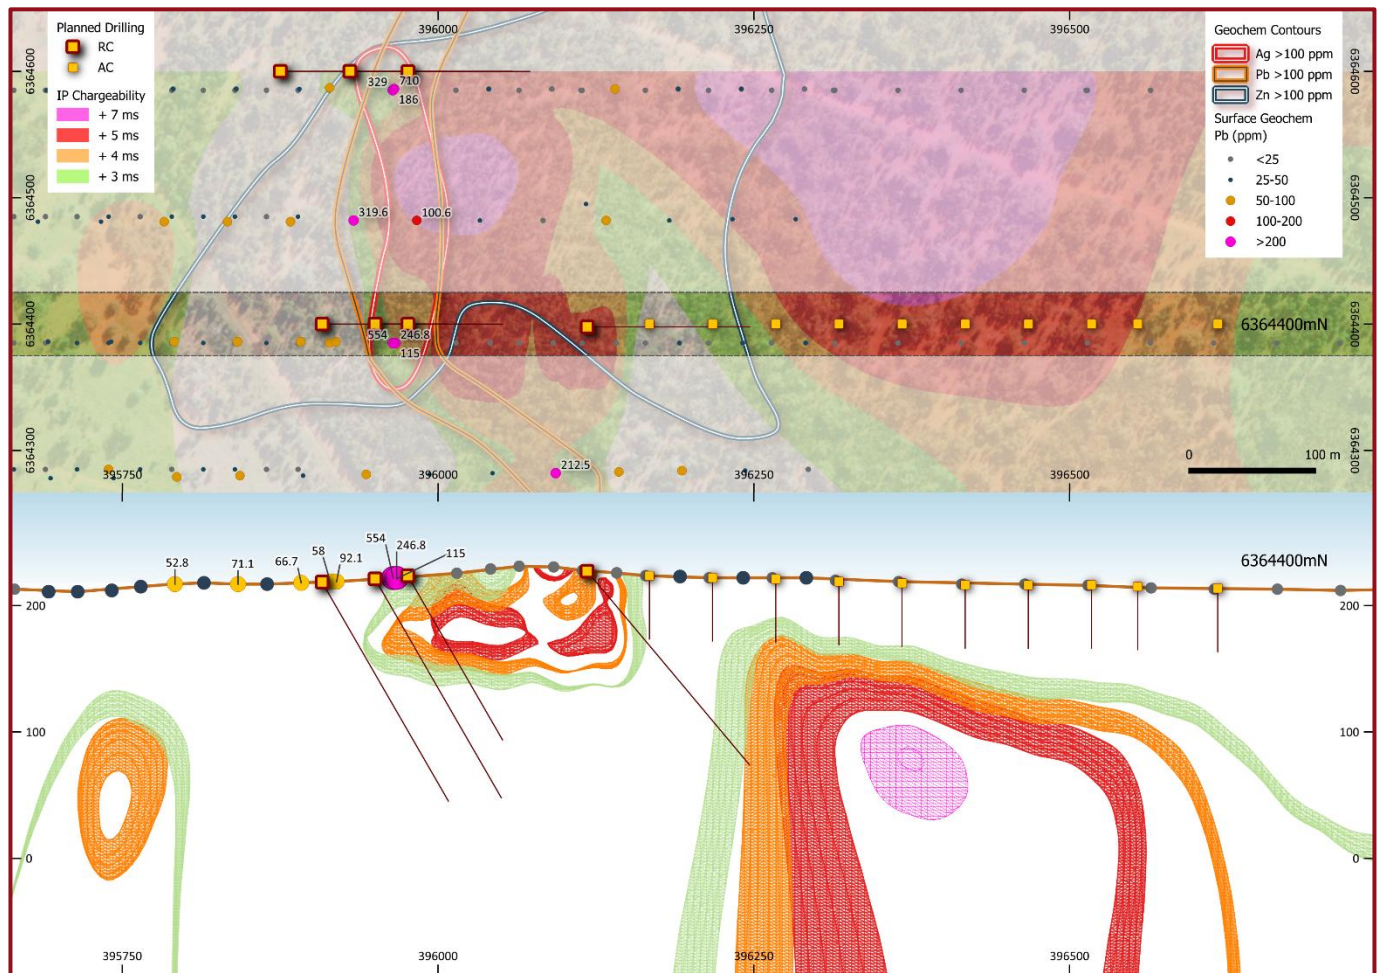 Planned Drilling
RC
AC
IP Chargeability
+ 7 ms
+ 5 ms
+ 4 ms
+ 3 ms
396000
396250
396500
Geochem Contours
Ag >100 ppm
Pb >100 ppm
Zn >100 ppm
Surface Geochem
Pb (ppm)
<25
25-50
50-100
100-200
>200
6364600
6364600
329
710
186
6364500
6364500
319.6
100.6
6364400
6364400
554
246.8
115
6364400mN
6364300
6364300
212.5
0
100 m
395750
396000
396250
396500
52.8
71.1
66.7
58
92.1
554
246.8
115
6364400mN
200
200
100
100
0
0
395750
396000
396250
396500